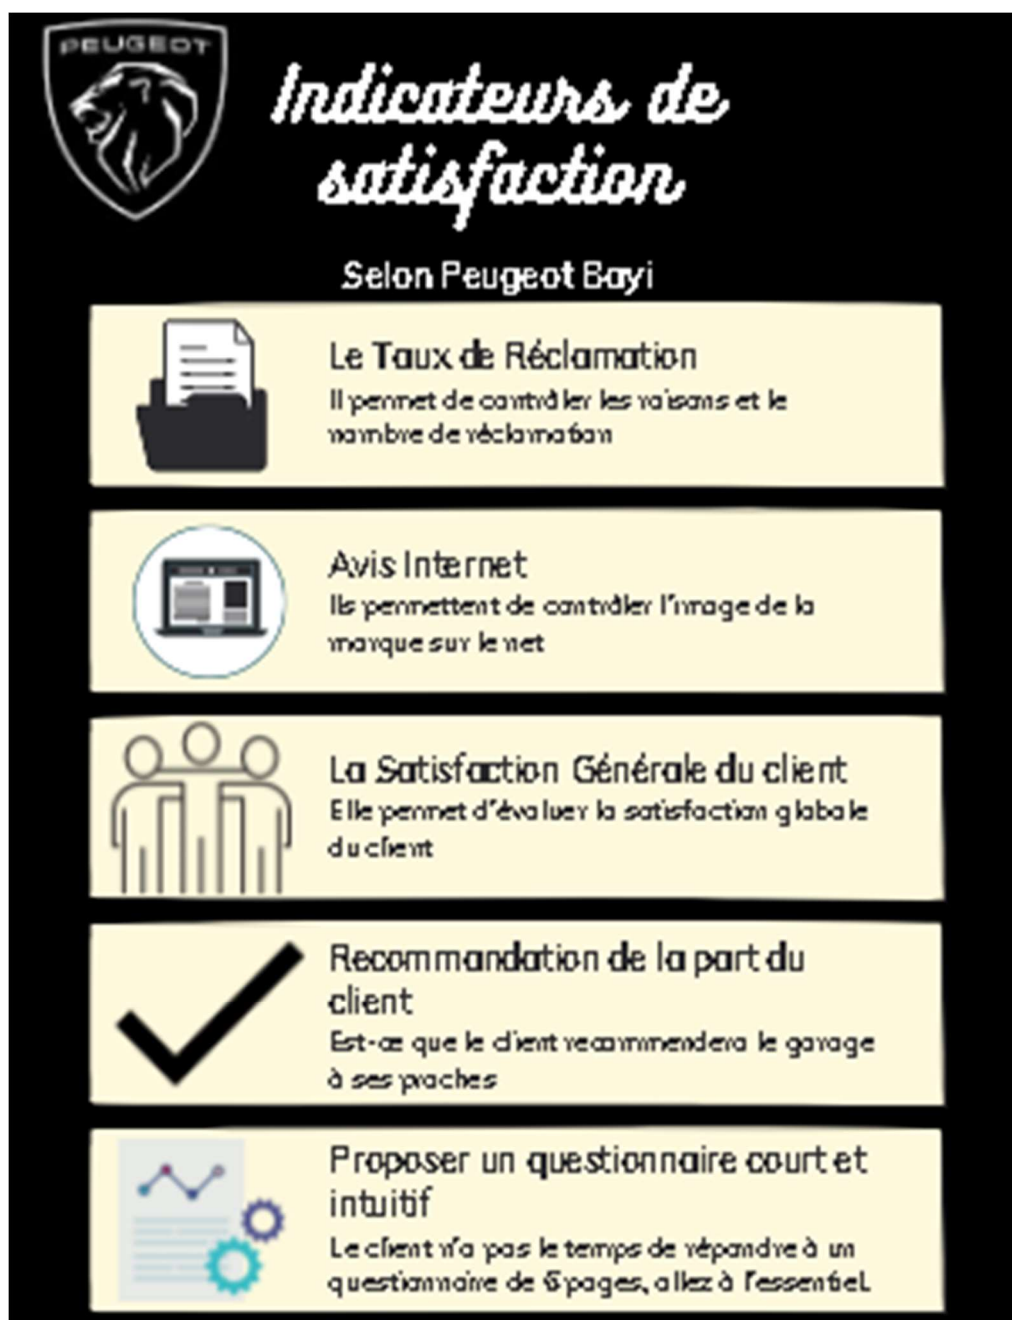 PEUGEOT
Indicateurs de
satisfaction
Selon Peugeot Bayi
Le Taux de Réclamation
Il permet de contrôler les raisons et le
nombre de réclamation
Avis Internet
Ils permettent de contrôler l'image de la
marque sur le net
La Satisfaction Générale du client
Elle permet d'évaluer la satisfaction globale
du client
Recommandation de la part du
client
Est-ce que le client recommendera le garage
à ses proches
Proposer un questionnaire court et
intuitif
Le client n'a pas le temps de répondre à un
questionnaire de 6 pages, allez à l'essentiel.